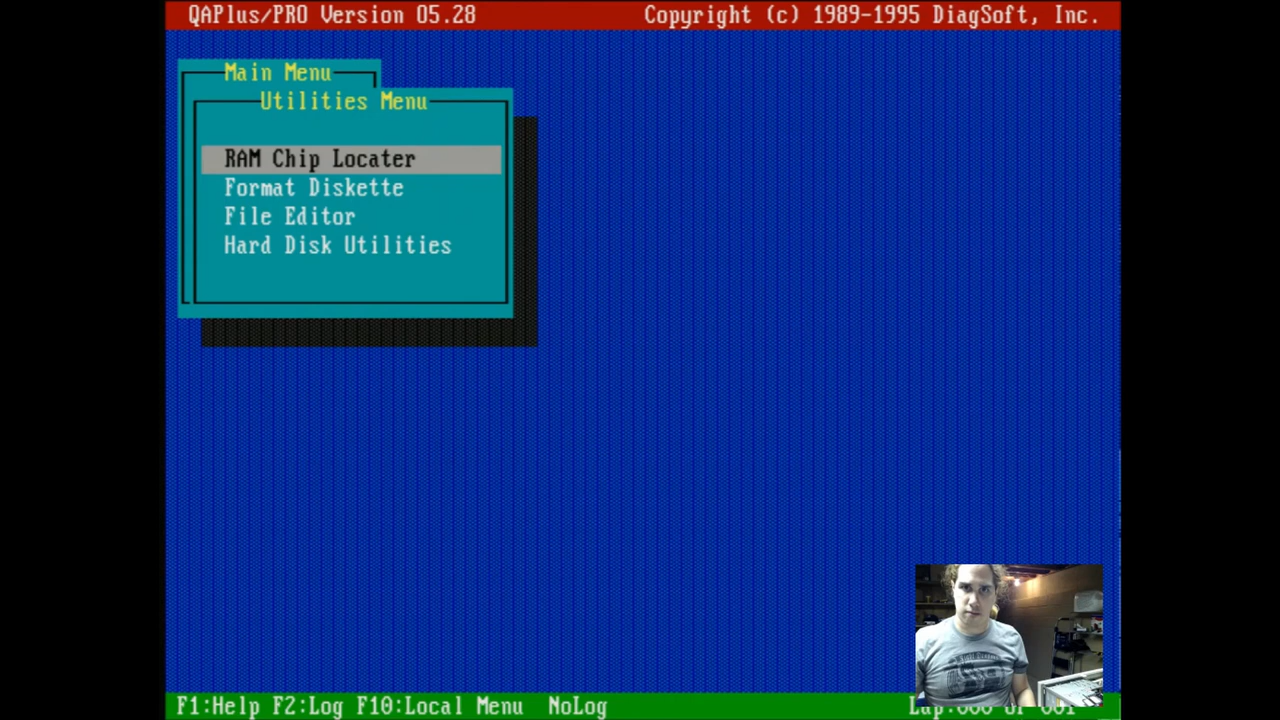 QAPlus/PRO Version 05.28 Copyright (c) 1989-1995 DiagSoft, Inc.
Main Menu
Utilities Menu
RAM Chip Locater
Format Diskette
File Editor
Hard Disk Utilities
F1:Help F2:Log F10:Local Menu NoLog